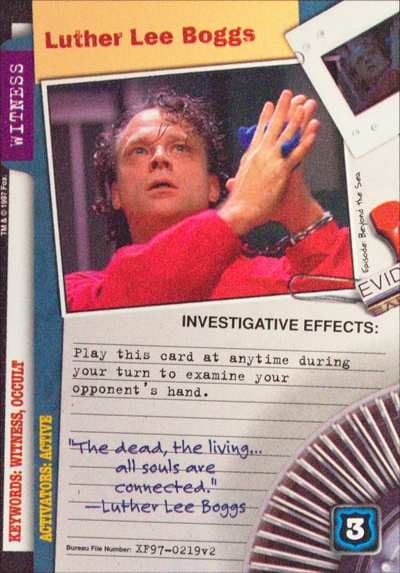 Luther Lee Boggs
WITNESS
TM & © 1997 Fox.
Episode: Beyond the Sea
EVID
KEYWORDS: WITNESS, OCCULT
ACTIVATORS: ACTIVE
INVESTIGATIVE EFFECTS:
Play this card at anytime during
your turn to examine your
opponent's hand.
"The dead, the living...
all souls are
connected."
—Luther Lee Boggs
3
Bureau File Number: XF97-0219v2